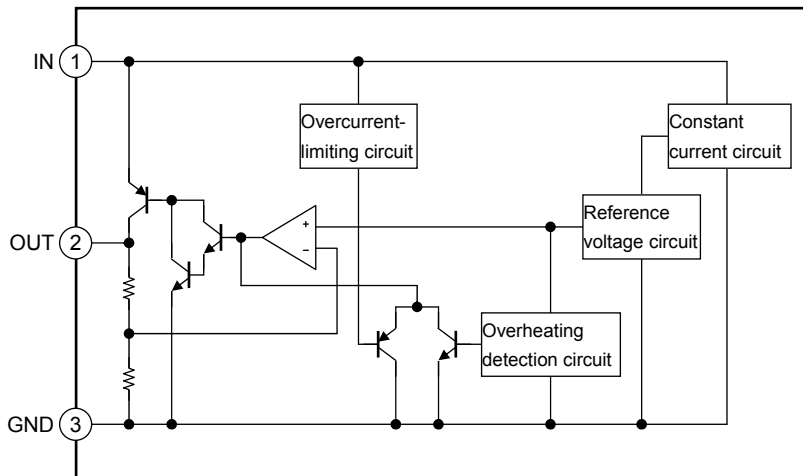 IN 1
Overcurrent-
limiting circuit
Constant
current circuit
Reference
voltage circuit
OUT 2
+
−
Overheating
detection circuit
GND 3